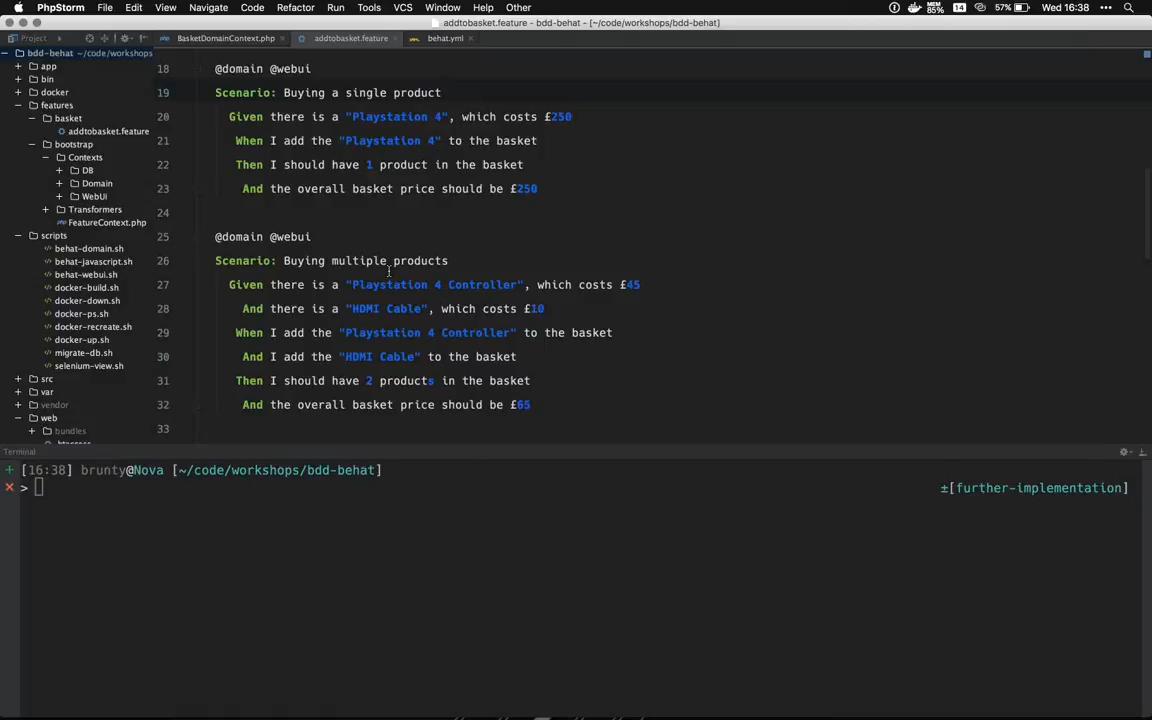 PhpStorm File Edit View Navigate Code Refactor Run Tools VCS Window Help Other MEM 85% 14 57% Wed 16:38
addtobasket.feature - bdd-behat - [~/code/workshops/bdd-behat]
Project BasketDomainContext.php addtobasket.feature behat.yml
bdd-behat ~/code/workshops
app
bin
docker
features
basket
addtobasket.feature
bootstrap
Contexts
DB
Domain
WebUi
Transformers
FeatureContext.php
scripts
behat-domain.sh
behat-javascript.sh
behat-webui.sh
docker-build.sh
docker-down.sh
docker-ps.sh
docker-recreate.sh
docker-up.sh
migrate-db.sh
selenium-view.sh
src
var
vendor
web
bundles
.htaccess
18 @domain @webui
19 Scenario: Buying a single product
20 Given there is a "Playstation 4", which costs £250
21 When I add the "Playstation 4" to the basket
22 Then I should have 1 product in the basket
23 And the overall basket price should be £250
24
25 @domain @webui
26 Scenario: Buying multiple products
27 Given there is a "Playstation 4 Controller", which costs £45
28 And there is a "HDMI Cable", which costs £10
29 When I add the "Playstation 4 Controller" to the basket
30 And I add the "HDMI Cable" to the basket
31 Then I should have 2 products in the basket
32 And the overall basket price should be £65
33
Terminal
[16:38] brunty@Nova [~/code/workshops/bdd-behat]
> ±[further-implementation]